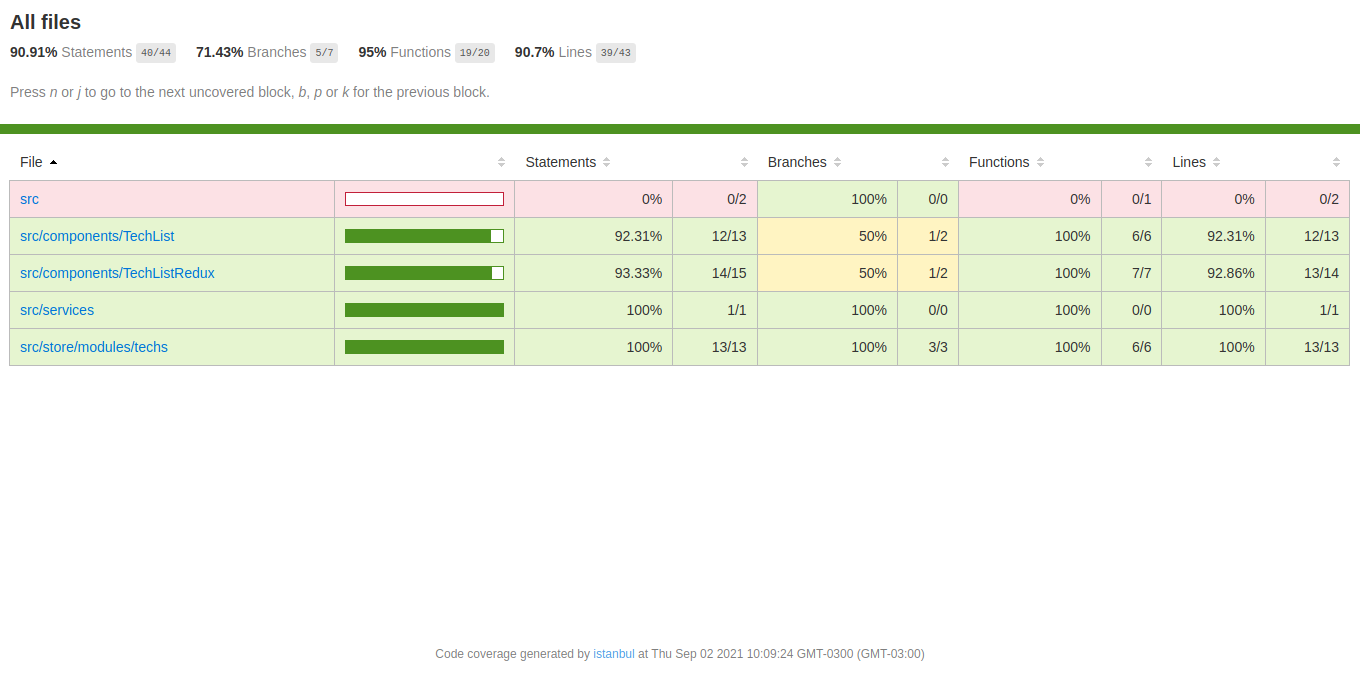 All files
90.91% Statements 40/44 71.43% Branches 5/7 95% Functions 19/20 90.7% Lines 39/43
Press n or j to go to the next uncovered block, b, p or k for the previous block.
File Statements Branches Functions Lines
src 0% 0/2 100% 0/0 0% 0/1 0% 0/2
src/components/TechList 92.31% 12/13 50% 1/2 100% 6/6 92.31% 12/13
src/components/TechListRedux 93.33% 14/15 50% 1/2 100% 7/7 92.86% 13/14
src/services 100% 1/1 100% 0/0 100% 0/0 100% 1/1
src/store/modules/techs 100% 13/13 100% 3/3 100% 6/6 100% 13/13
Code coverage generated by istanbul at Thu Sep 02 2021 10:09:24 GMT-0300 (GMT-03:00)